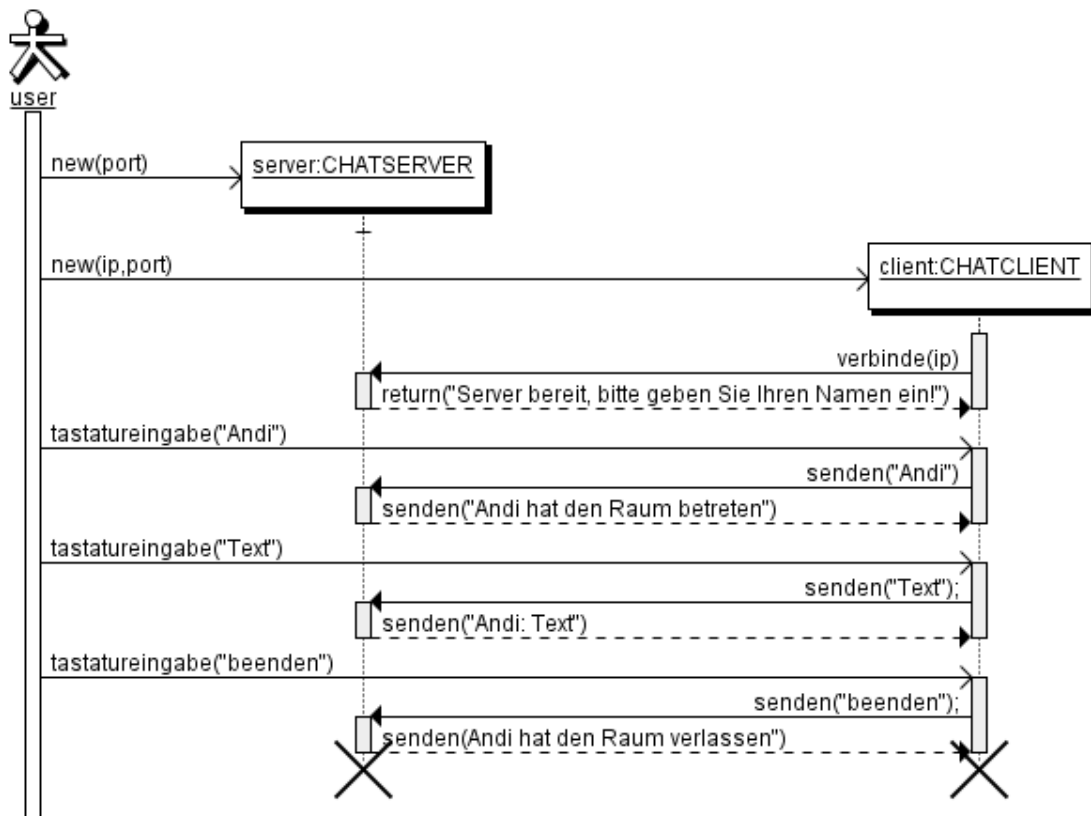 user
new(port)
server:CHATSERVER
new(ip,port)
client:CHATCLIENT
verbinde(ip)
return("Server bereit, bitte geben Sie Ihren Namen ein!")
tastatureingabe("Andi")
senden("Andi")
senden("Andi hat den Raum betreten")
tastatureingabe("Text")
senden("Text");
senden("Andi: Text")
tastatureingabe("beenden")
senden("beenden");
senden(Andi hat den Raum verlassen")